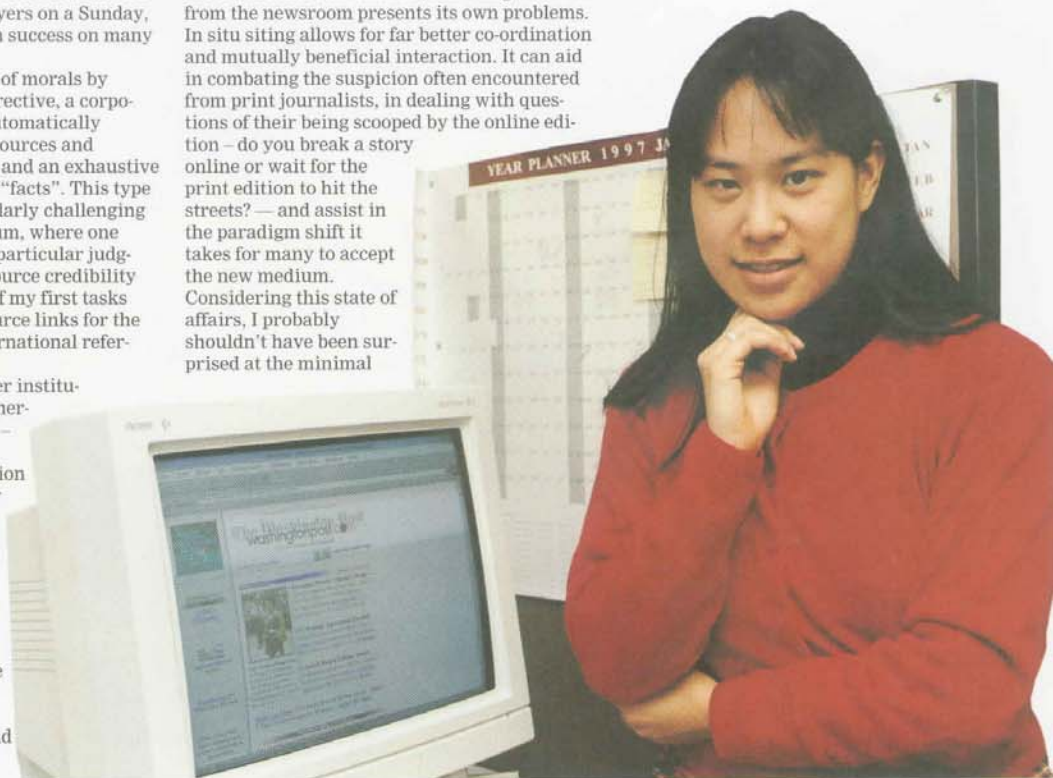 yers on a Sunday,
success on many
of morals by
rective, a corpo-
tomatically
ources and
and an exhaustive
"facts". This type
larly challenging
um, where one
particular judg-
urce credibility
f my first tasks
rce links for the
rnational refer-
er institu-
her-
–
ion
from the newsroom presents its own problems.
In situ siting allows for far better co-ordination
and mutually beneficial interaction. It can aid
in combating the suspicion often encountered
from print journalists, in dealing with ques-
tions of their being scooped by the online edi-
tion – do you break a story
online or wait for the
print edition to hit the
streets? — and assist in
the paradigm shift it
takes for many to accept
the new medium.
Considering this state of
affairs, I probably
shouldn't have been sur-
prised at the minimal
YEAR PLANNER 1997 JA
The Washington Post
washingtonpost.com